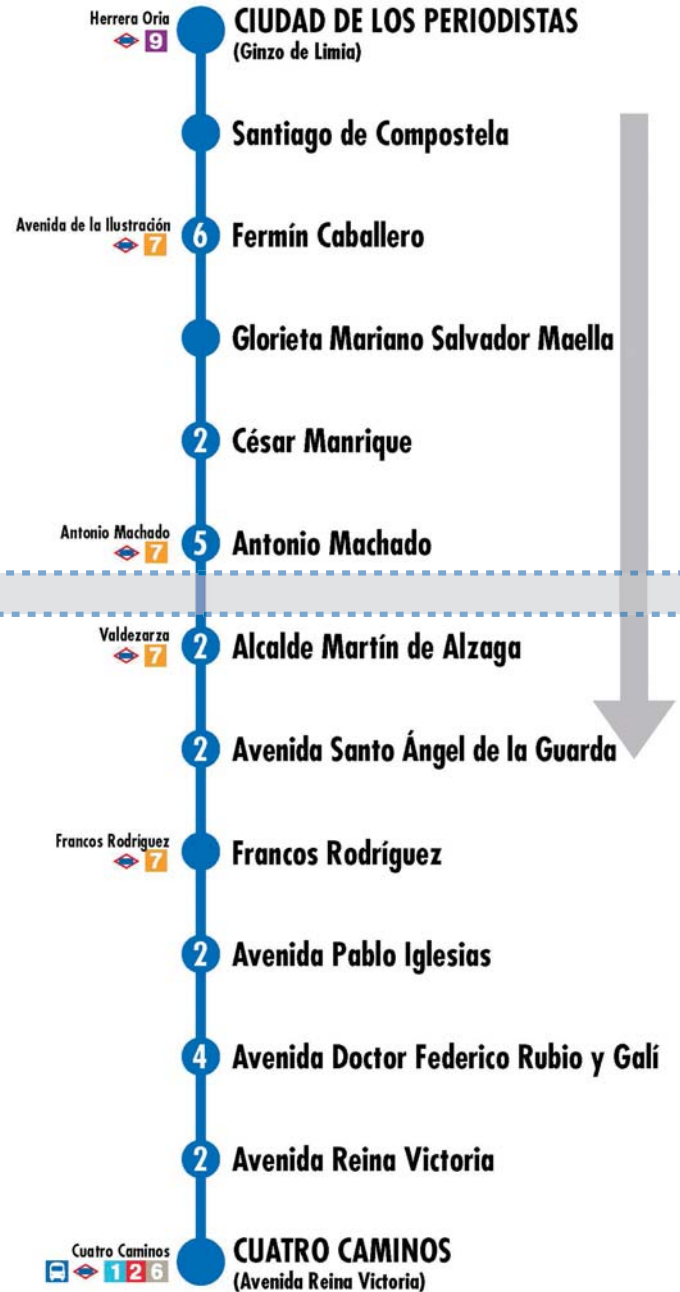 Herrera Oria
9
CIUDAD DE LOS PERIODISTAS
(Ginzo de Limia)
Santiago de Compostela
Avenida de la Ilustración
7
6
Fermín Caballero
Glorieta Mariano Salvador Maella
2
César Manrique
Antonio Machado
7
5
Antonio Machado
Valdezarza
7
2
Alcalde Martín de Alzaga
2
Avenida Santo Ángel de la Guarda
Francos Rodriguez
7
Francos Rodríguez
2
Avenida Pablo Iglesias
4
Avenida Doctor Federico Rubio y Galí
2
Avenida Reina Victoria
Cuatro Caminos
1 2 6
CUATRO CAMINOS
(Avenida Reina Victoria)